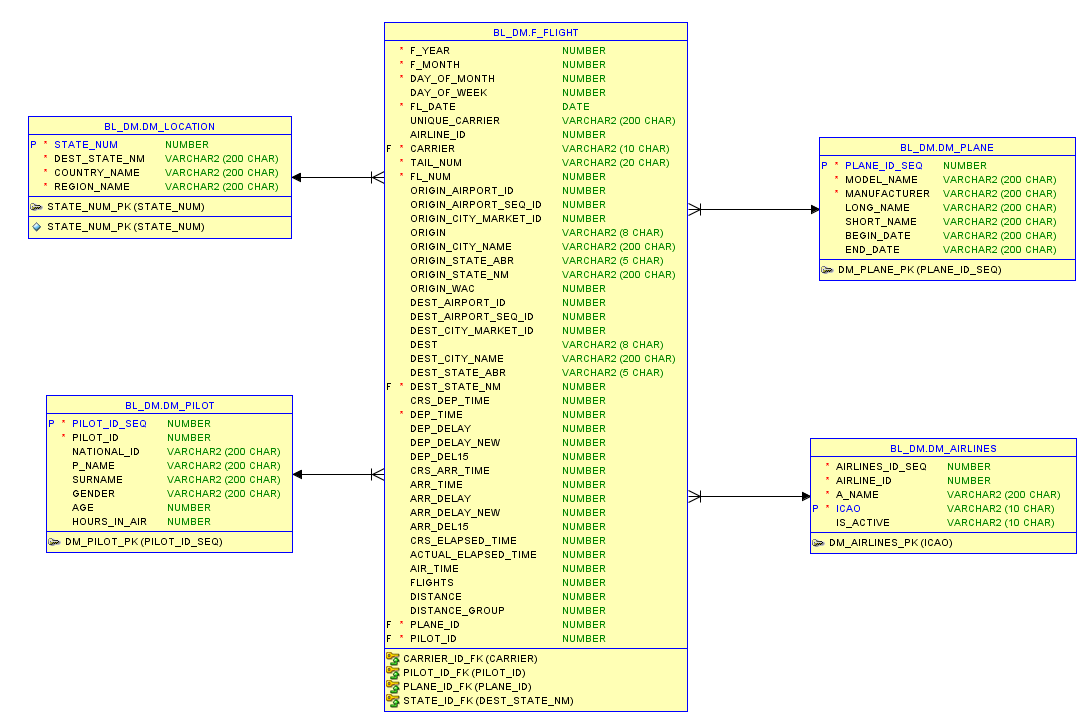 BL_DM.F_FLIGHT
* F_YEAR NUMBER
* F_MONTH NUMBER
* DAY_OF_MONTH NUMBER
DAY_OF_WEEK NUMBER
* FL_DATE DATE
UNIQUE_CARRIER VARCHAR2 (200 CHAR)
AIRLINE_ID NUMBER
F * CARRIER VARCHAR2 (10 CHAR)
* TAIL_NUM VARCHAR2 (20 CHAR)
* FL_NUM NUMBER
ORIGIN_AIRPORT_ID NUMBER
ORIGIN_AIRPORT_SEQ_ID NUMBER
ORIGIN_CITY_MARKET_ID NUMBER
ORIGIN VARCHAR2 (8 CHAR)
ORIGIN_CITY_NAME VARCHAR2 (200 CHAR)
ORIGIN_STATE_ABR VARCHAR2 (5 CHAR)
ORIGIN_STATE_NM VARCHAR2 (200 CHAR)
ORIGIN_WAC NUMBER
DEST_AIRPORT_ID NUMBER
DEST_AIRPORT_SEQ_ID NUMBER
DEST_CITY_MARKET_ID NUMBER
DEST VARCHAR2 (8 CHAR)
DEST_CITY_NAME VARCHAR2 (200 CHAR)
DEST_STATE_ABR VARCHAR2 (5 CHAR)
F * DEST_STATE_NM NUMBER
CRS_DEP_TIME NUMBER
* DEP_TIME NUMBER
DEP_DELAY NUMBER
DEP_DELAY_NEW NUMBER
DEP_DEL15 NUMBER
CRS_ARR_TIME NUMBER
ARR_TIME NUMBER
ARR_DELAY NUMBER
ARR_DELAY_NEW NUMBER
ARR_DEL15 NUMBER
CRS_ELAPSED_TIME NUMBER
ACTUAL_ELAPSED_TIME NUMBER
AIR_TIME NUMBER
FLIGHTS NUMBER
DISTANCE NUMBER
DISTANCE_GROUP NUMBER
F * PLANE_ID NUMBER
F * PILOT_ID NUMBER
CARRIER_ID_FK (CARRIER)
PILOT_ID_FK (PILOT_ID)
PLANE_ID_FK (PLANE_ID)
STATE_ID_FK (DEST_STATE_NM)
BL_DM.DM_LOCATION
P * STATE_NUM NUMBER
* DEST_STATE_NM VARCHAR2 (200 CHAR)
* COUNTRY_NAME VARCHAR2 (200 CHAR)
* REGION_NAME VARCHAR2 (200 CHAR)
STATE_NUM_PK (STATE_NUM)
STATE_NUM_PK (STATE_NUM)
BL_DM.DM_PLANE
P * PLANE_ID_SEQ NUMBER
* MODEL_NAME VARCHAR2 (200 CHAR)
* MANUFACTURER VARCHAR2 (200 CHAR)
LONG_NAME VARCHAR2 (200 CHAR)
SHORT_NAME VARCHAR2 (200 CHAR)
BEGIN_DATE VARCHAR2 (200 CHAR)
END_DATE VARCHAR2 (200 CHAR)
DM_PLANE_PK (PLANE_ID_SEQ)
BL_DM.DM_PILOT
P * PILOT_ID_SEQ NUMBER
* PILOT_ID NUMBER
NATIONAL_ID VARCHAR2 (200 CHAR)
P_NAME VARCHAR2 (200 CHAR)
SURNAME VARCHAR2 (200 CHAR)
GENDER VARCHAR2 (200 CHAR)
AGE NUMBER
HOURS_IN_AIR NUMBER
DM_PILOT_PK (PILOT_ID_SEQ)
BL_DM.DM_AIRLINES
* AIRLINES_ID_SEQ NUMBER
* AIRLINE_ID NUMBER
* A_NAME VARCHAR2 (200 CHAR)
P * ICAO VARCHAR2 (10 CHAR)
IS_ACTIVE VARCHAR2 (10 CHAR)
DM_AIRLINES_PK (ICAO)